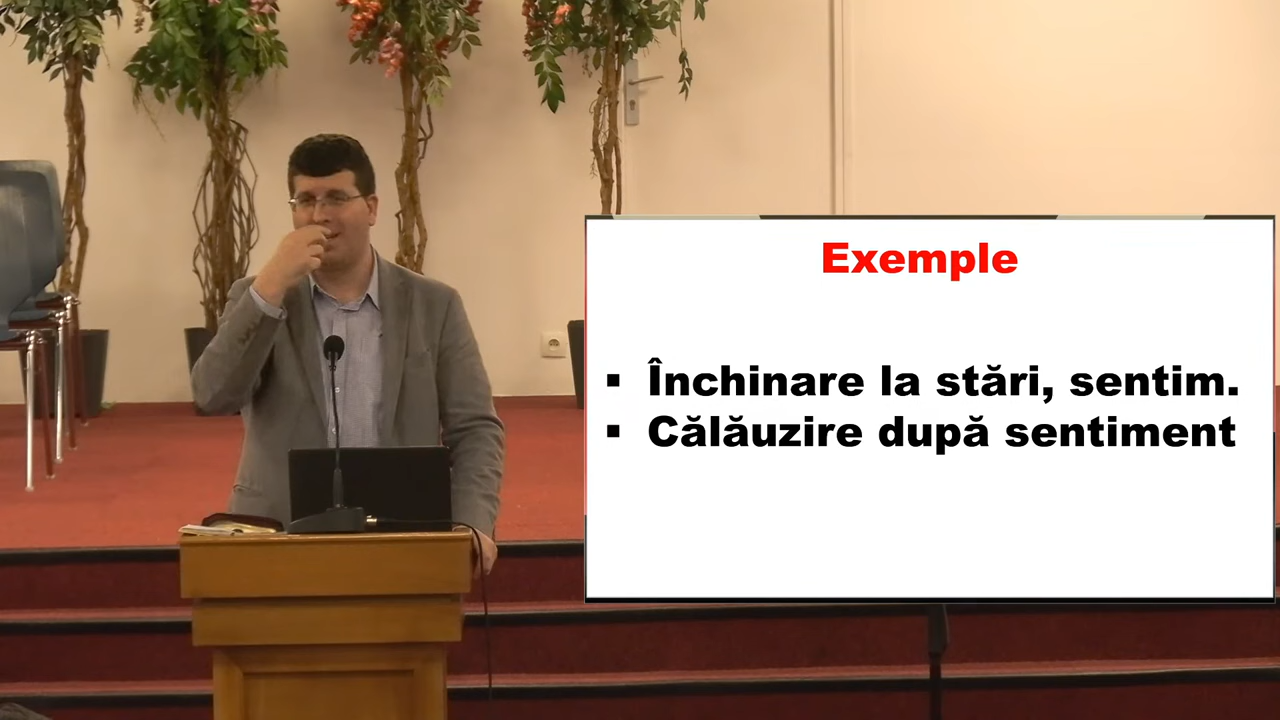 Exemple
▪ Închinare la stări, sentim.
▪ Călăuzire după sentiment